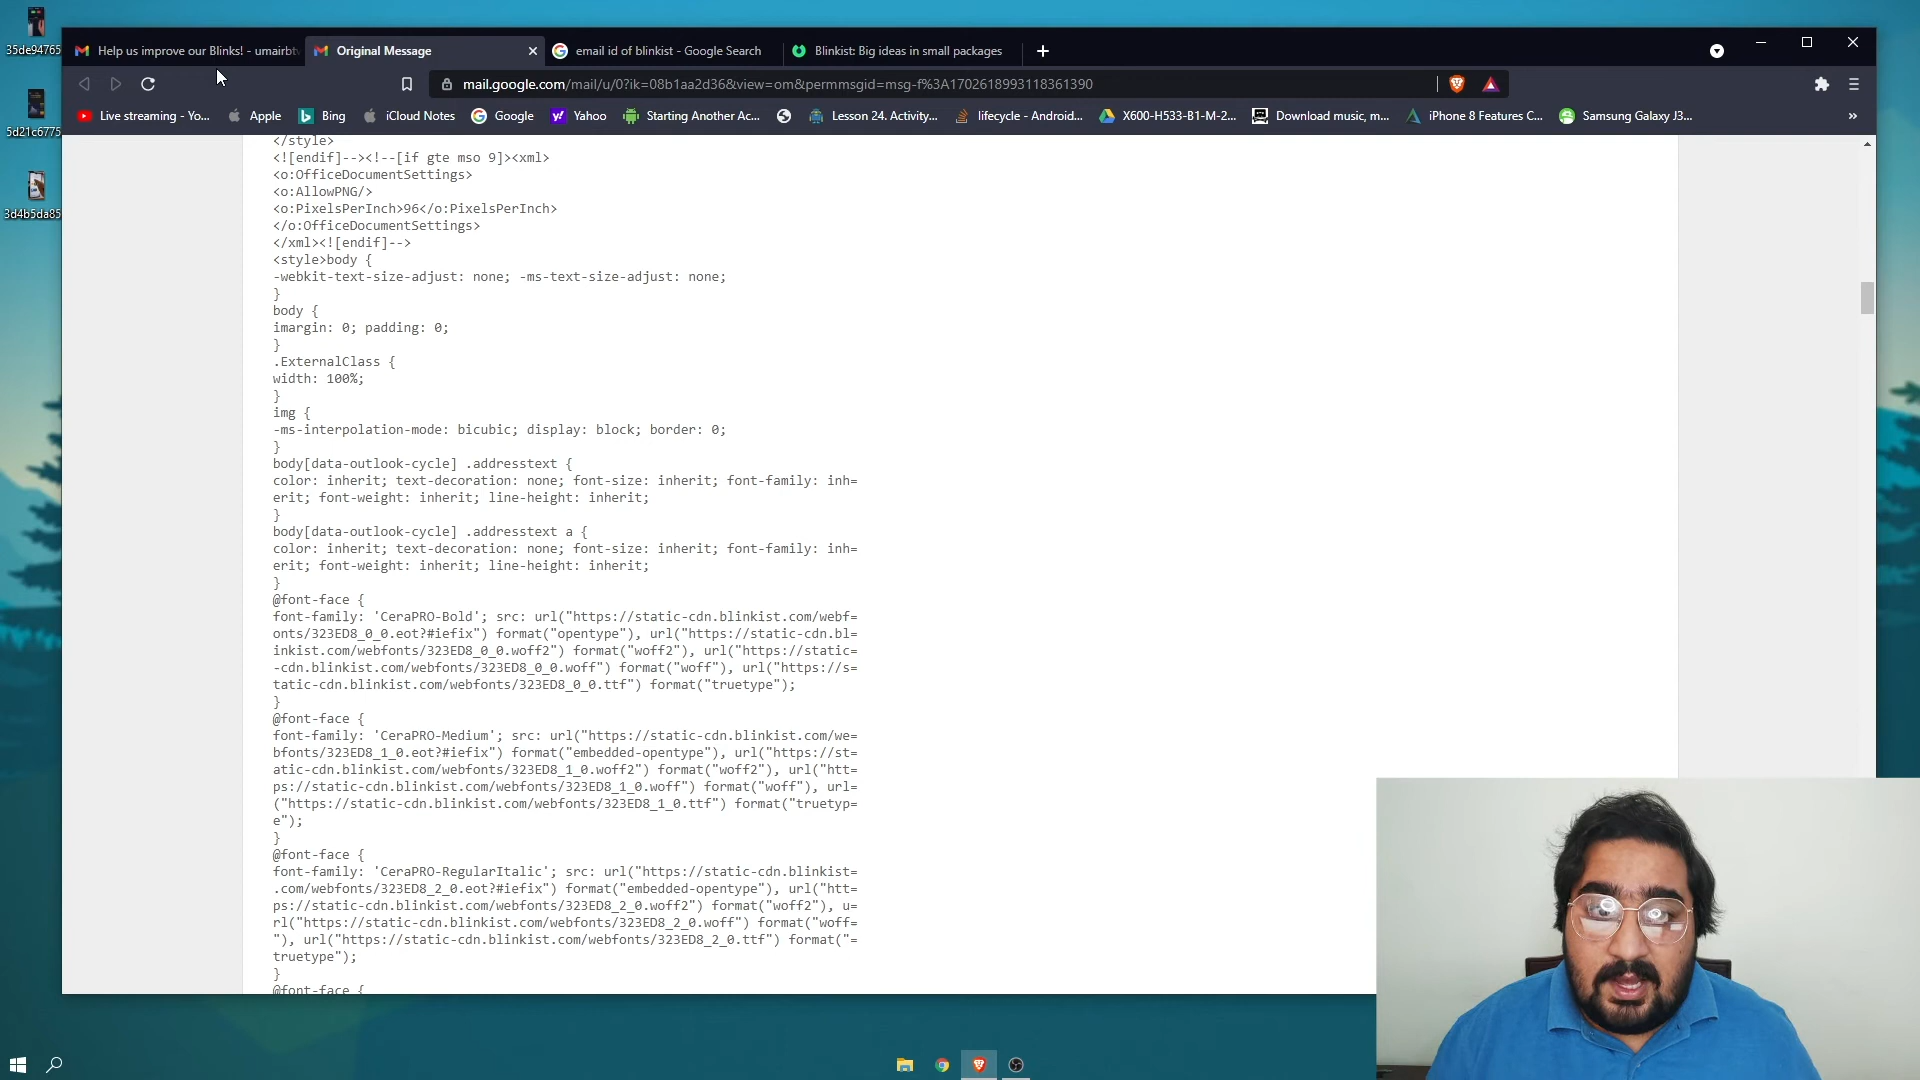 35de94765
5d21c6775
3d4b5da85
Help us improve our Blinks! - umairbtv
Original Message
email id of blinkist - Google Search
Blinkist: Big ideas in small packages
mail.google.com/mail/u/0?ik=08b1aa2d36&view=om&permmsgid=msg-f%3A1702618993118361390
Live streaming - Yo...
Apple
Bing
iCloud Notes
Google
Yahoo
Starting Another Ac...
Lesson 24. Activity...
lifecycle - Android...
X600-H533-B1-M-2...
Download music, m...
iPhone 8 Features C...
Samsung Galaxy J3...
»
</style>
<![endif]--><!--[if gte mso 9]><xml>
<o:OfficeDocumentSettings>
<o:AllowPNG/>
<o:PixelsPerInch>96</o:PixelsPerInch>
</o:OfficeDocumentSettings>
</xml><![endif]-->
<style>body {
-webkit-text-size-adjust: none; -ms-text-size-adjust: none;
}
body {
imargin: 0; padding: 0;
}
.ExternalClass {
width: 100%;
}
img {
-ms-interpolation-mode: bicubic; display: block; border: 0;
}
body[data-outlook-cycle] .addresstext {
color: inherit; text-decoration: none; font-size: inherit; font-family: inh=
erit; font-weight: inherit; line-height: inherit;
}
body[data-outlook-cycle] .addresstext a {
color: inherit; text-decoration: none; font-size: inherit; font-family: inh=
erit; font-weight: inherit; line-height: inherit;
}
@font-face {
font-family: 'CeraPRO-Bold'; src: url("https://static-cdn.blinkist.com/webf=
onts/323ED8_0_0.eot?#iefix") format("opentype"), url("https://static-cdn.bl=
inkist.com/webfonts/323ED8_0_0.woff2") format("woff2"), url("https://static=
-cdn.blinkist.com/webfonts/323ED8_0_0.woff") format("woff"), url("https://s=
tatic-cdn.blinkist.com/webfonts/323ED8_0_0.ttf") format("truetype");
}
@font-face {
font-family: 'CeraPRO-Medium'; src: url("https://static-cdn.blinkist.com/we=
bfonts/323ED8_1_0.eot?#iefix") format("embedded-opentype"), url("https://st=
atic-cdn.blinkist.com/webfonts/323ED8_1_0.woff2") format("woff2"), url("htt=
ps://static-cdn.blinkist.com/webfonts/323ED8_1_0.woff") format("woff"), url=
("https://static-cdn.blinkist.com/webfonts/323ED8_1_0.ttf") format("truetyp=
e");
}
@font-face {
font-family: 'CeraPRO-RegularItalic'; src: url("https://static-cdn.blinkist=
.com/webfonts/323ED8_2_0.eot?#iefix") format("embedded-opentype"), url("htt=
ps://static-cdn.blinkist.com/webfonts/323ED8_2_0.woff2") format("woff2"), u=
rl("https://static-cdn.blinkist.com/webfonts/323ED8_2_0.woff") format("woff=
"), url("https://static-cdn.blinkist.com/webfonts/323ED8_2_0.ttf") format("=
truetype");
}
@font-face {